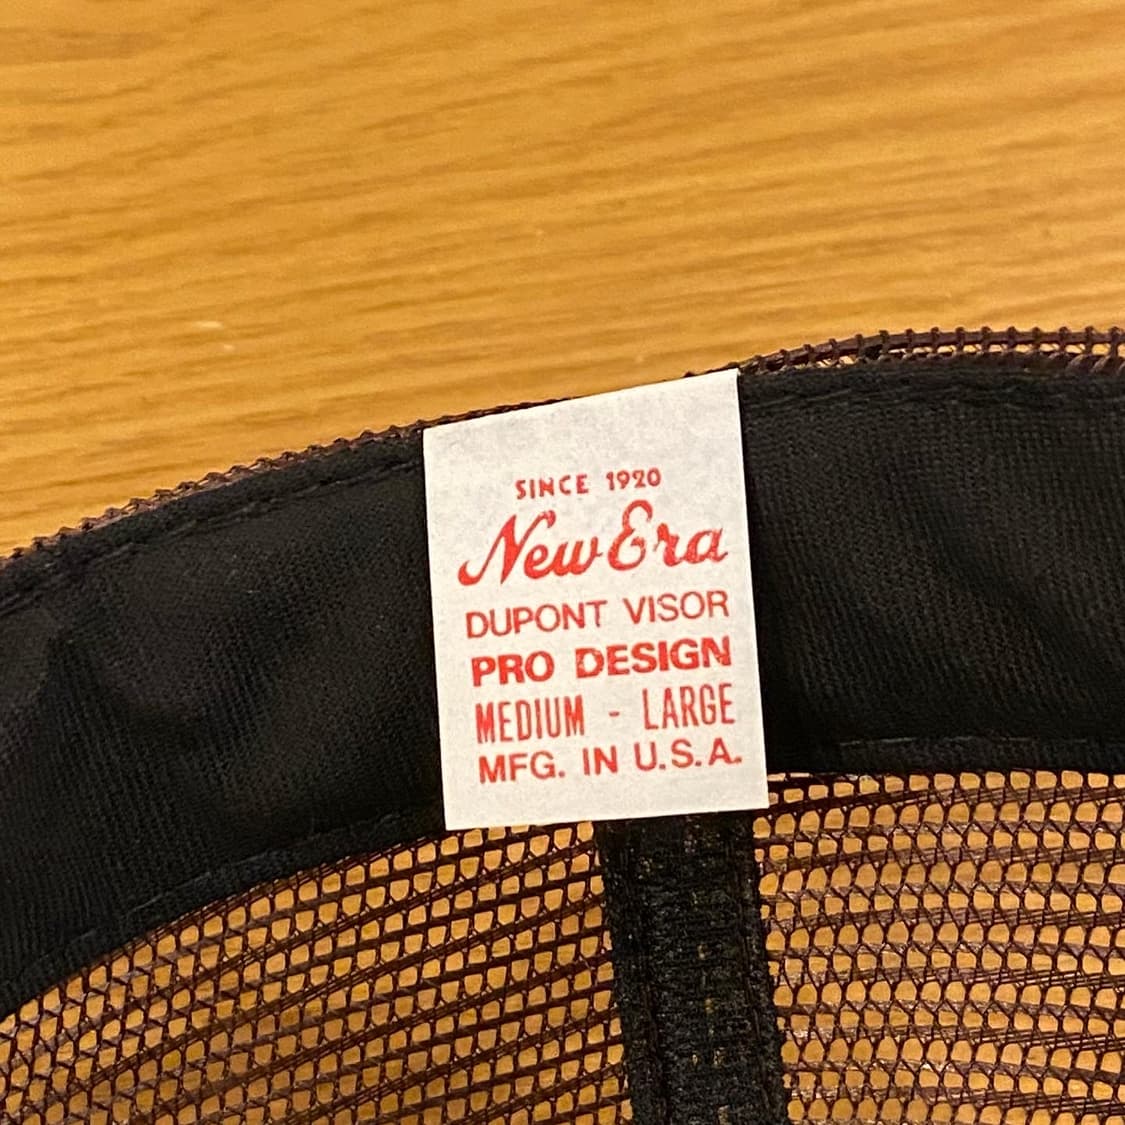 SINCE 1920
New Era
DUPONT VISOR
PRO DESIGN
MEDIUM - LARGE
MFG. IN U.S.A.